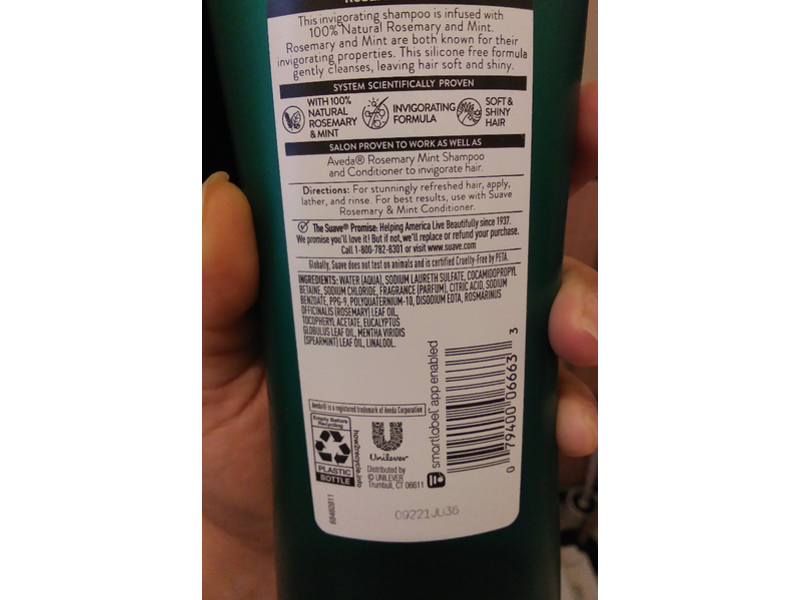 This invigorating shampoo is infused with
100% Natural Rosemary and Mint.
Rosemary and Mint are both known for their
invigorating properties. This silicone free formula
gently cleanses, leaving hair soft and shiny.
SYSTEM SCIENTIFICALLY PROVEN
WITH 100%
NATURAL
ROSEMARY
& MINT
INVIGORATING
FORMULA
SOFT &
SHINY
HAIR
SALON PROVEN TO WORK AS WELL AS
Aveda® Rosemary Mint Shampoo
and Conditioner to invigorate hair.
Directions: For stunningly refreshed hair, apply,
lather, and rinse. For best results, use with Suave
Rosemary & Mint Conditioner.
The Suave® Promise: Helping America Live Beautifully since 1937.
We promise you'll love it! But if not, we'll replace or refund your purchase.
Call 1-800-782-8301 or visit www.suave.com
Globally, Suave does not test on animals and is certified Cruelty-Free by PETA.
INGREDIENTS: WATER (AQUA), SODIUM LAURETH SULFATE, COCAMIDOPROPYL
BETAINE, SODIUM CHLORIDE, FRAGRANCE (PARFUM), CITRIC ACID, SODIUM
BENZOATE, PPG-9, POLYQUATERNIUM-10, DISODIUM EDTA, ROSMARINUS
OFFICINALIS (ROSEMARY) LEAF OIL,
TOCOPHERYL ACETATE, EUCALYPTUS
GLOBULUS LEAF OIL, MENTHA VIRIDIS
(SPEARMINT) LEAF OIL, LINALOOL.
Aveda® is a registered trademark of Aveda Corporation
Empty Before
Recycling
PLASTIC
BOTTLE
how2recycle.info
Unilever
Distributed by
© UNILEVER
Trumbull, CT 06611
smartlabel app enabled
0 79400 06663 3
09221JU36